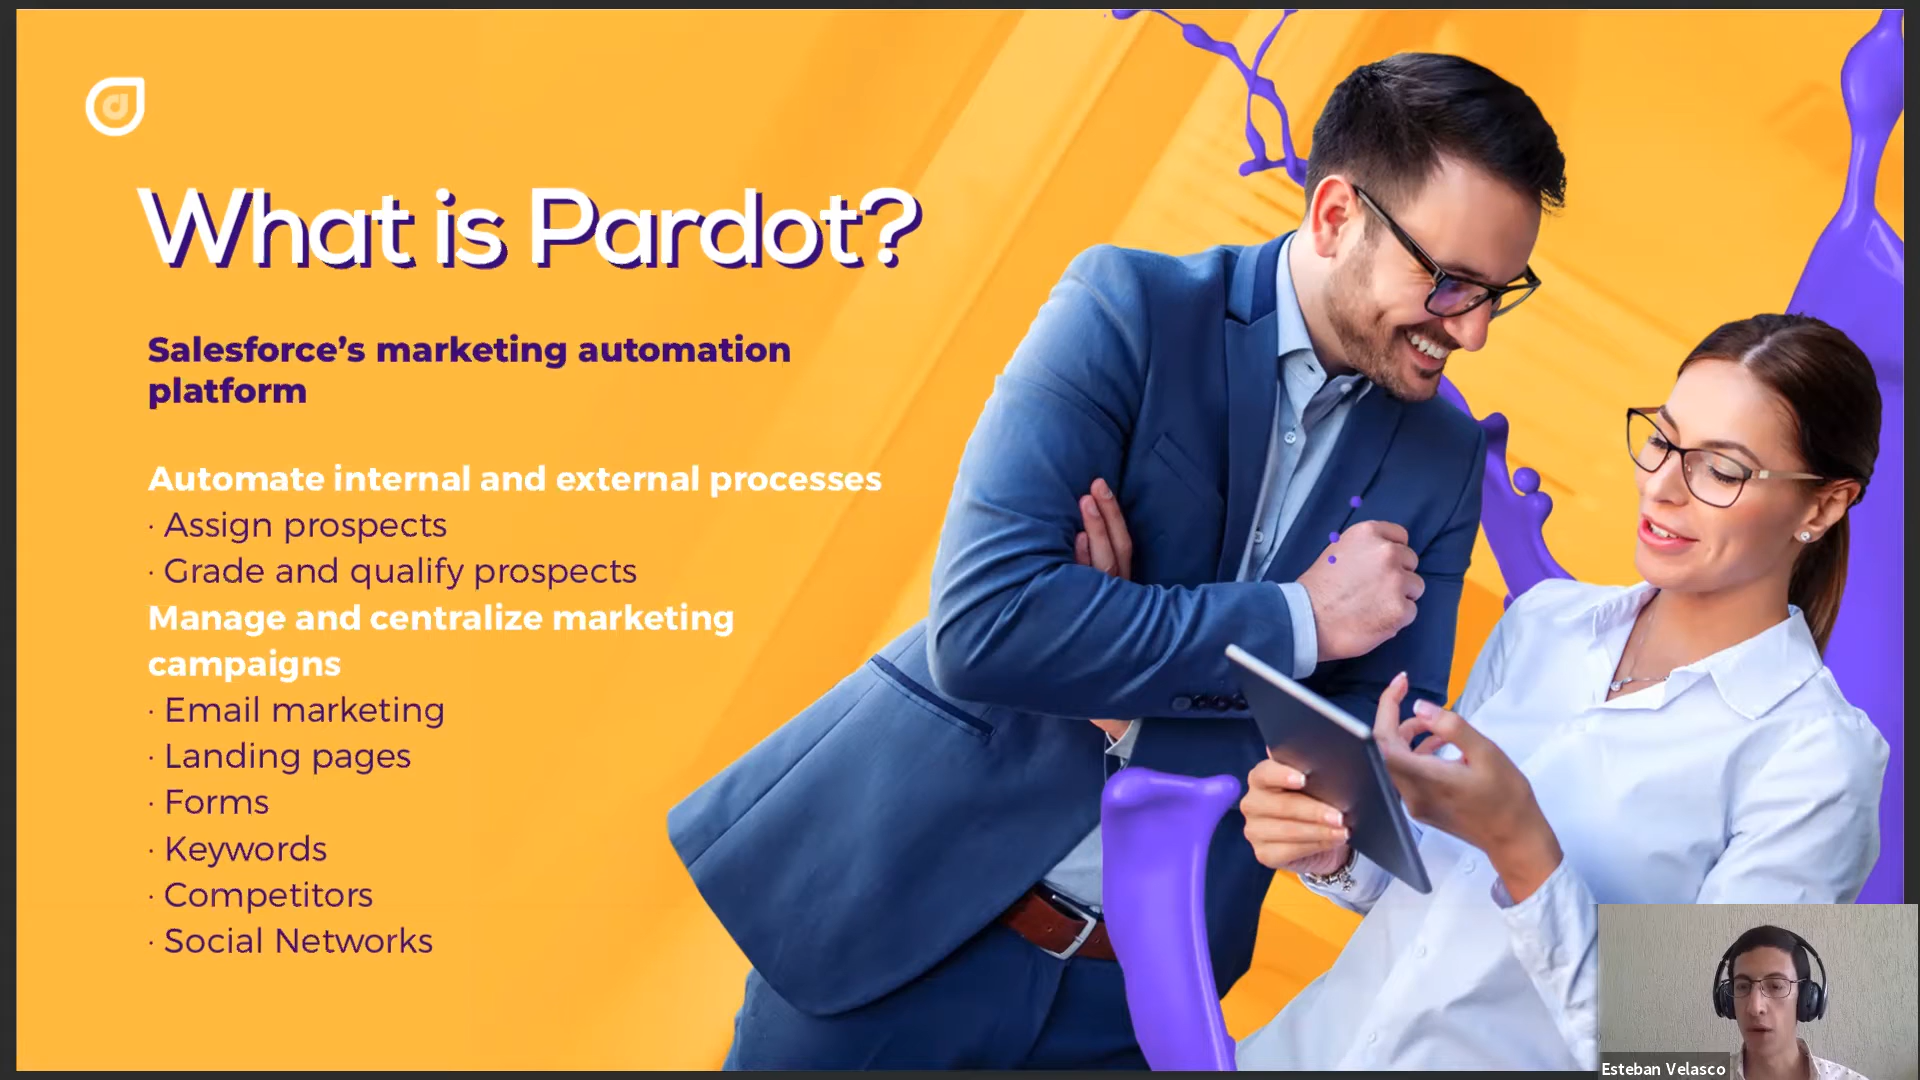 What is Pardot?
Salesforce’s marketing automation
platform
Automate internal and external processes
· Assign prospects
· Grade and qualify prospects
Manage and centralize marketing
campaigns
· Email marketing
· Landing pages
· Forms
· Keywords
· Competitors
· Social Networks
Esteban Velasco